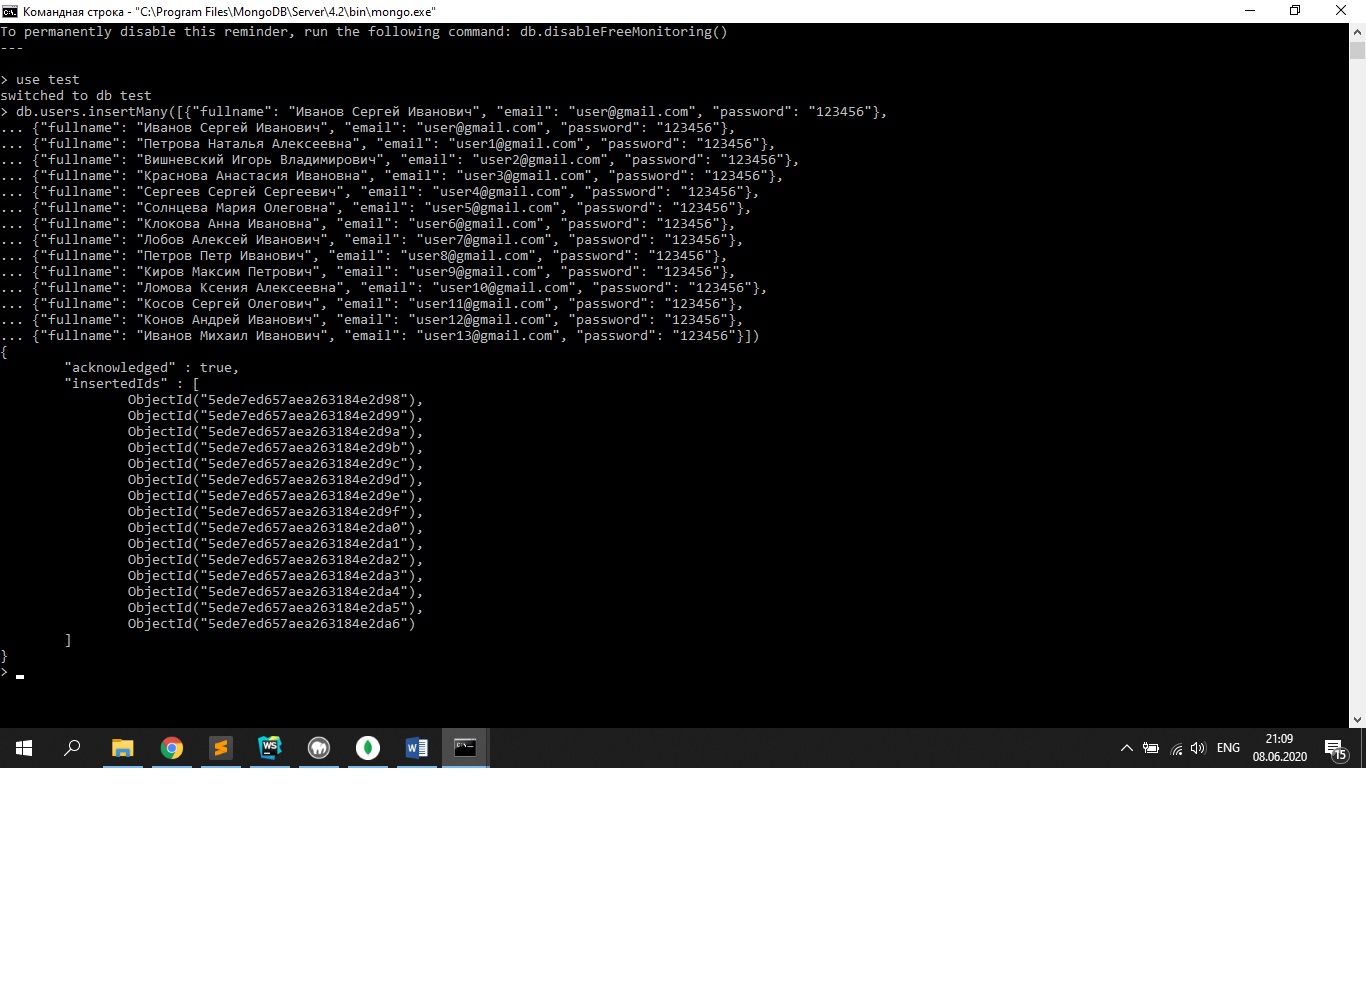 Командная строка - "C:\Program Files\MongoDB\Server\4.2\bin\mongo.exe"
To permanently disable this reminder, run the following command: db.disableFreeMonitoring()
---
> use test
switched to db test
> db.users.insertMany([{"fullname": "Иванов Сергей Иванович", "email": "user@gmail.com", "password": "123456"},
... {"fullname": "Иванов Сергей Иванович", "email": "user@gmail.com", "password": "123456"},
... {"fullname": "Петрова Наталья Алексеевна", "email": "user1@gmail.com", "password": "123456"},
... {"fullname": "Вишневский Игорь Владимирович", "email": "user2@gmail.com", "password": "123456"},
... {"fullname": "Краснова Анастасия Ивановна", "email": "user3@gmail.com", "password": "123456"},
... {"fullname": "Сергеев Сергей Сергеевич", "email": "user4@gmail.com", "password": "123456"},
... {"fullname": "Солнцева Мария Олеговна", "email": "user5@gmail.com", "password": "123456"},
... {"fullname": "Клокова Анна Ивановна", "email": "user6@gmail.com", "password": "123456"},
... {"fullname": "Лобов Алексей Иванович", "email": "user7@gmail.com", "password": "123456"},
... {"fullname": "Петров Петр Иванович", "email": "user8@gmail.com", "password": "123456"},
... {"fullname": "Киров Максим Петрович", "email": "user9@gmail.com", "password": "123456"},
... {"fullname": "Ломова Ксения Алексеевна", "email": "user10@gmail.com", "password": "123456"},
... {"fullname": "Косов Сергей Олегович", "email": "user11@gmail.com", "password": "123456"},
... {"fullname": "Конов Андрей Иванович", "email": "user12@gmail.com", "password": "123456"},
... {"fullname": "Иванов Михаил Иванович", "email": "user13@gmail.com", "password": "123456"}])
{
"acknowledged" : true,
"insertedIds" : [
ObjectId("5ede7ed657aea263184e2d98"),
ObjectId("5ede7ed657aea263184e2d99"),
ObjectId("5ede7ed657aea263184e2d9a"),
ObjectId("5ede7ed657aea263184e2d9b"),
ObjectId("5ede7ed657aea263184e2d9c"),
ObjectId("5ede7ed657aea263184e2d9d"),
ObjectId("5ede7ed657aea263184e2d9e"),
ObjectId("5ede7ed657aea263184e2d9f"),
ObjectId("5ede7ed657aea263184e2da0"),
ObjectId("5ede7ed657aea263184e2da1"),
ObjectId("5ede7ed657aea263184e2da2"),
ObjectId("5ede7ed657aea263184e2da3"),
ObjectId("5ede7ed657aea263184e2da4"),
ObjectId("5ede7ed657aea263184e2da5"),
ObjectId("5ede7ed657aea263184e2da6")
]
}
>
WS
W
ENG
21:09
08.06.2020
15